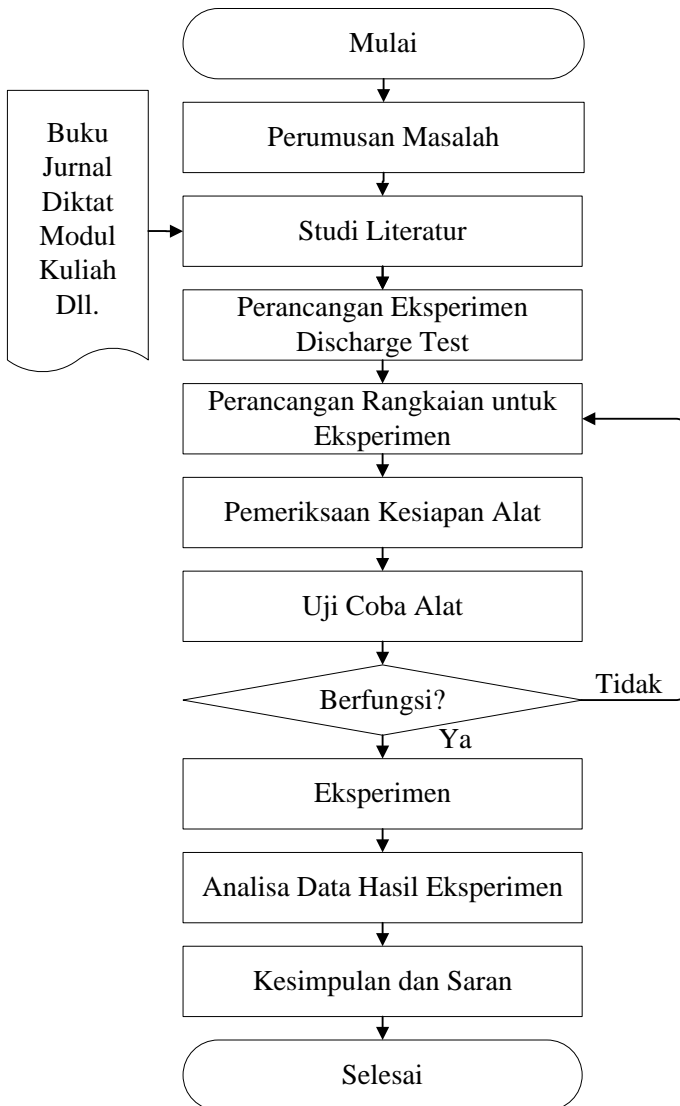 Mulai
Perumusan Masalah
Buku
Jurnal
Diktat
Modul
Kuliah
Dll.
Studi Literatur
Perancangan Eksperimen
Discharge Test
Perancangan Rangkaian untuk
Eksperimen
Pemeriksaan Kesiapan Alat
Uji Coba Alat
Berfungsi?
Tidak
Ya
Eksperimen
Analisa Data Hasil Eksperimen
Kesimpulan dan Saran
Selesai